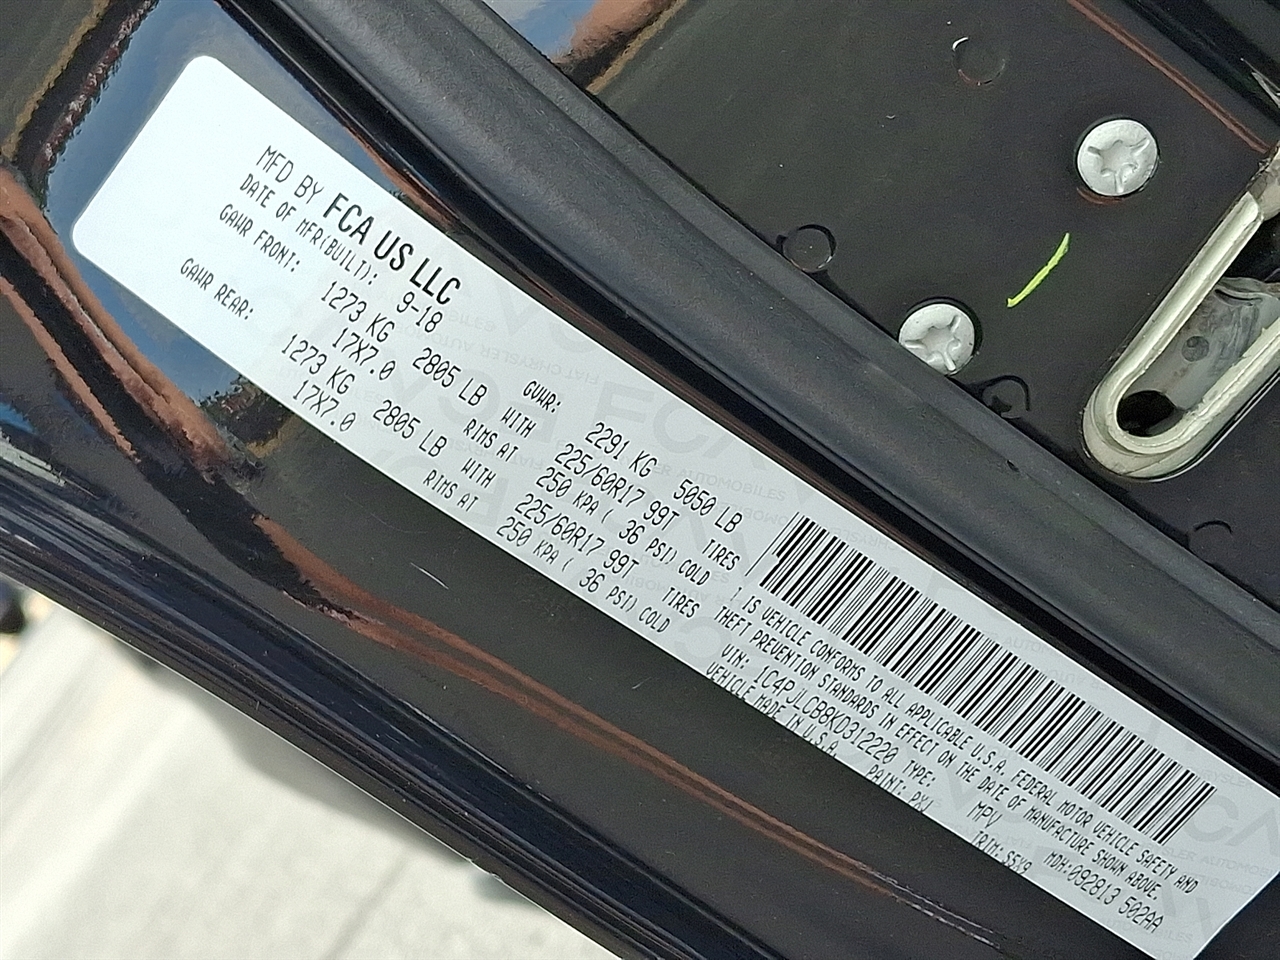 MFD BY FCA US LLC
DATE OF MFR(BUILT): 9-18 GVWR: 2291 KG 5050 LB
GAWR FRONT: 1273 KG 2805 LB WITH 225/60R17 99T TIRES
17X7.0 RIMS AT 250 KPA ( 36 PSI) COLD
GAWR REAR: 1273 KG 2805 LB WITH 225/60R17 99T TIRES
17X7.0 RIMS AT 250 KPA ( 36 PSI) COLD
IS VEHICLE CONFORMS TO ALL APPLICABLE U.S.A. FEDERAL MOTOR VEHICLE SAFETY AND
THEFT PREVENTION STANDARDS IN EFFECT ON THE DATE OF MANUFACTURE SHOWN ABOVE.
VIN: 1C4PJLCB8KD312220 TYPE: MPV MDH:092813 502AA
VEHICLE MADE IN U.S.A. PAINT: PXJ TRIM: S5X9